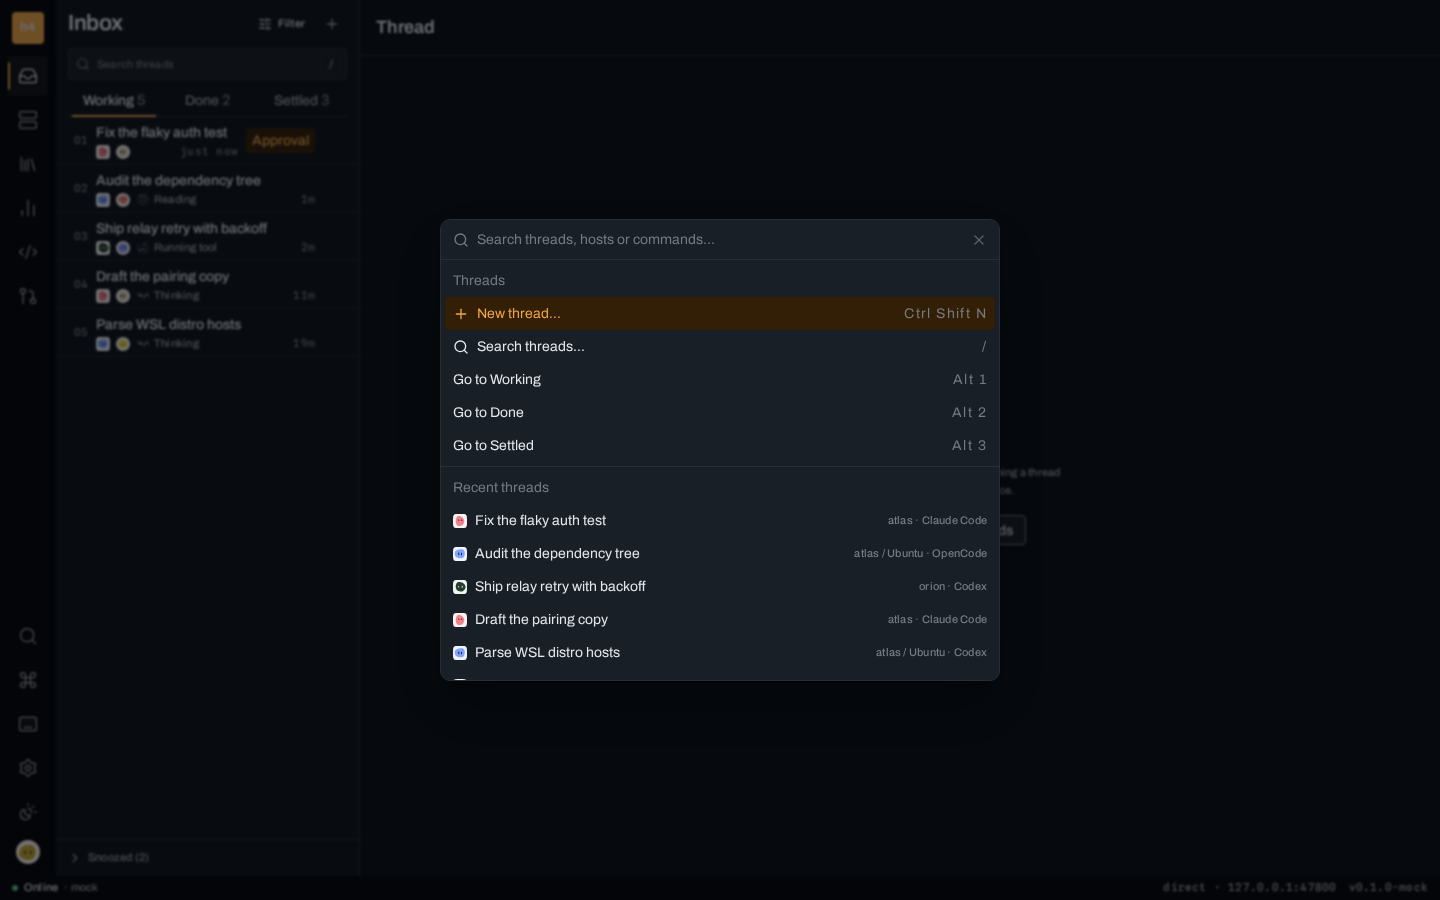 h4
Inbox
Filter
Search threads
/
Working 5
Done 2
Settled 3
01
Fix the flaky auth test
just now
Approval
02
Audit the dependency tree
Reading
1m
03
Ship relay retry with backoff
Running tool
2m
04
Draft the pairing copy
Thinking
11m
05
Parse WSL distro hosts
Thinking
19m
Snoozed (2)
Online · mock
Thread
Search threads, hosts or commands...
Threads
New thread... Ctrl Shift N
Search threads... /
Go to Working Alt 1
Go to Done Alt 2
Go to Settled Alt 3
Recent threads
Fix the flaky auth test atlas · Claude Code
Audit the dependency tree atlas / Ubuntu · OpenCode
Ship relay retry with backoff orion · Codex
Draft the pairing copy atlas · Claude Code
Parse WSL distro hosts atlas / Ubuntu · Codex
a thread
direct · 127.0.0.1:47800 v0.1.0-mock